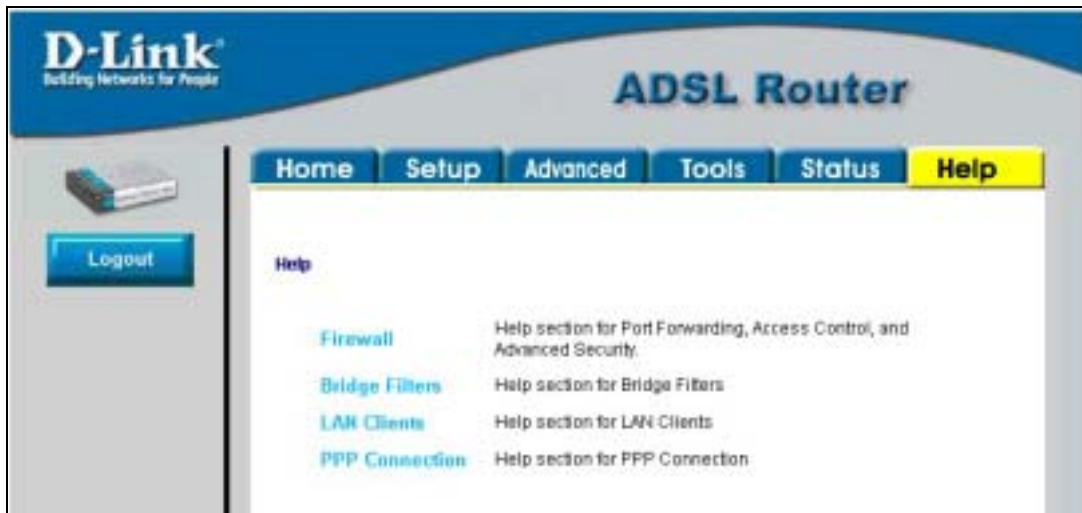 D-Link
Building Networks for People
ADSL Router
Home Setup Advanced Tools Status Help
Logout
Help
Firewall Help section for Port Forwarding, Access Control, and
Advanced Security.
Bridge Filters Help section for Bridge Filters
LAN Clients Help section for LAN Clients
PPP Connection Help section for PPP Connection